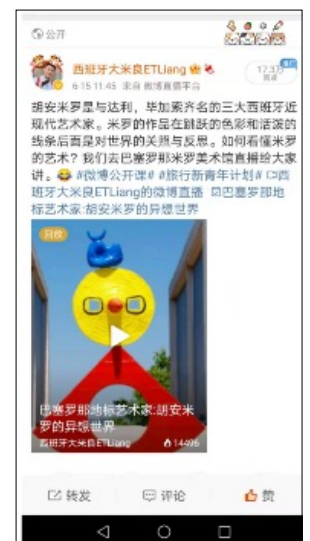 公开
西班牙大米良ETLiang
6-15 11:45 来自 微博直播平台
胡安米罗是与达利，毕加索齐名的三大西班牙近
现代艺术家。米罗的作品在跳跃的色彩和活泼的
线条后面是对世界的关照与反思。如何看懂米罗
的艺术？我们去巴塞罗那米罗美术馆直播给大家
讲。😂 #微博公开课# #旅行新青年计划# 西
班牙大米良ETLiang的微博直播 巴塞罗那地
标艺术家:胡安米罗的异想世界
回放
巴塞罗那地标艺术家:胡安米
罗的异想世界
西班牙大米良ETLiang 14496
转发 评论 赞